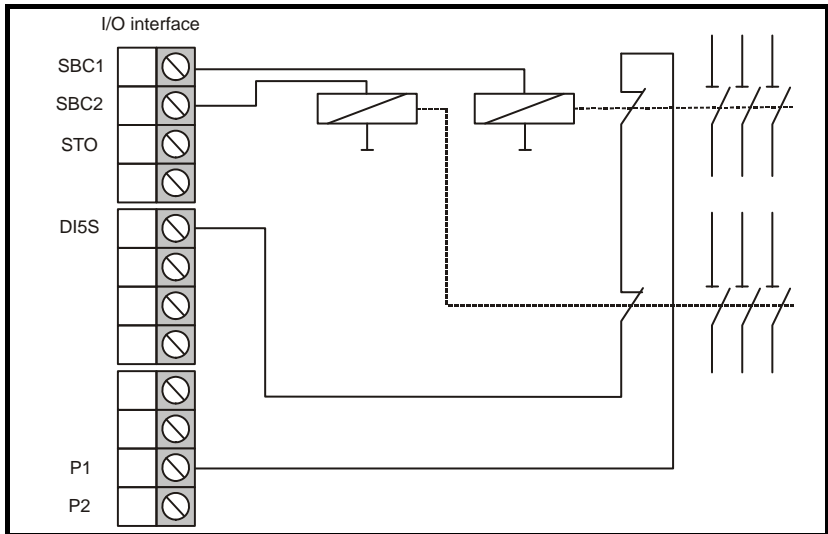 I/O interface
SBC1
SBC2
STO
DI5S
P1
P2